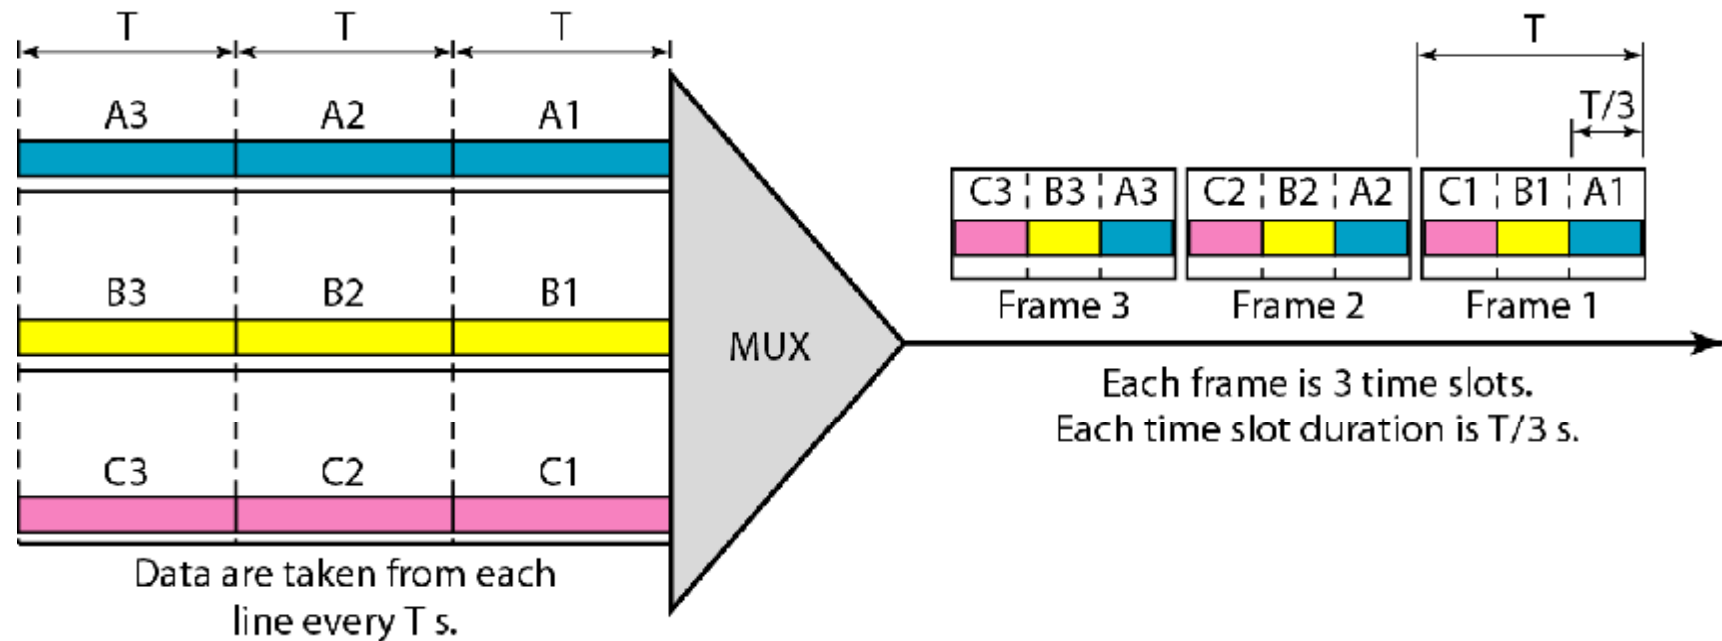 T T T T
T/3
A3 A2 A1
C3 B3 A3 C2 B2 A2 C1 B1 A1
B3 B2 B1
Frame 3 Frame 2 Frame 1
MUX
Each frame is 3 time slots.
Each time slot duration is T/3 s.
C3 C2 C1
Data are taken from each
line every T s.